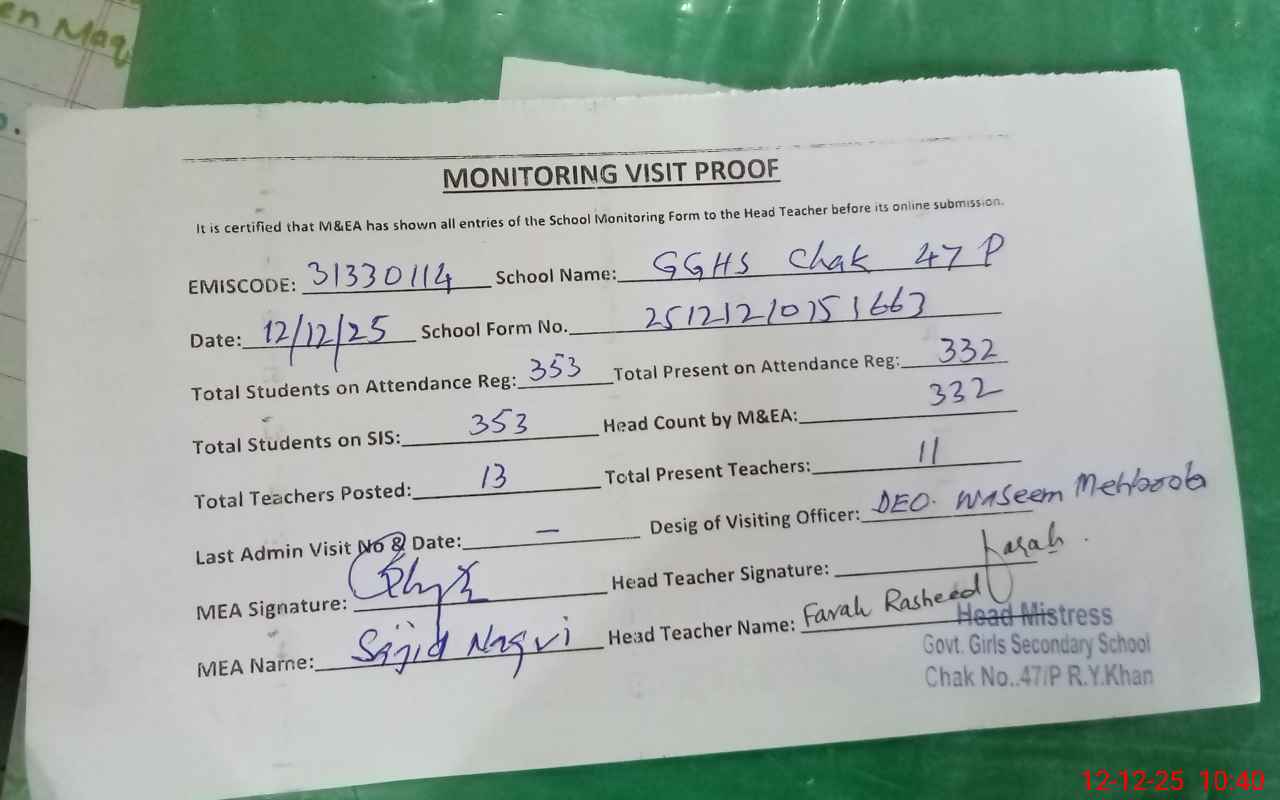 en Maq
MONITORING VISIT PROOF
It is certified that M&EA has shown all entries of the School Monitoring Form to the Head Teacher before its online submission.
EMISCODE: 31330114 School Name: GGHS Chak 47 P
Date: 12/12/25 School Form No. 25121210151663
Total Students on Attendance Reg: 353 Total Present on Attendance Reg: 332
Total Students on SIS: 353 Head Count by M&EA: 332
Total Teachers Posted: 13 Total Present Teachers: 11
Last Admin Visit No & Date: — Desig of Visiting Officer: DEO. Waseem Mehboob
MEA Signature: Head Teacher Signature: Farah.
MEA Name: Sajid Naqvi Head Teacher Name: Farah Rasheed
Head Mistress
Govt. Girls Secondary School
Chak No..47/P R.Y.Khan
12-12-25 10:40